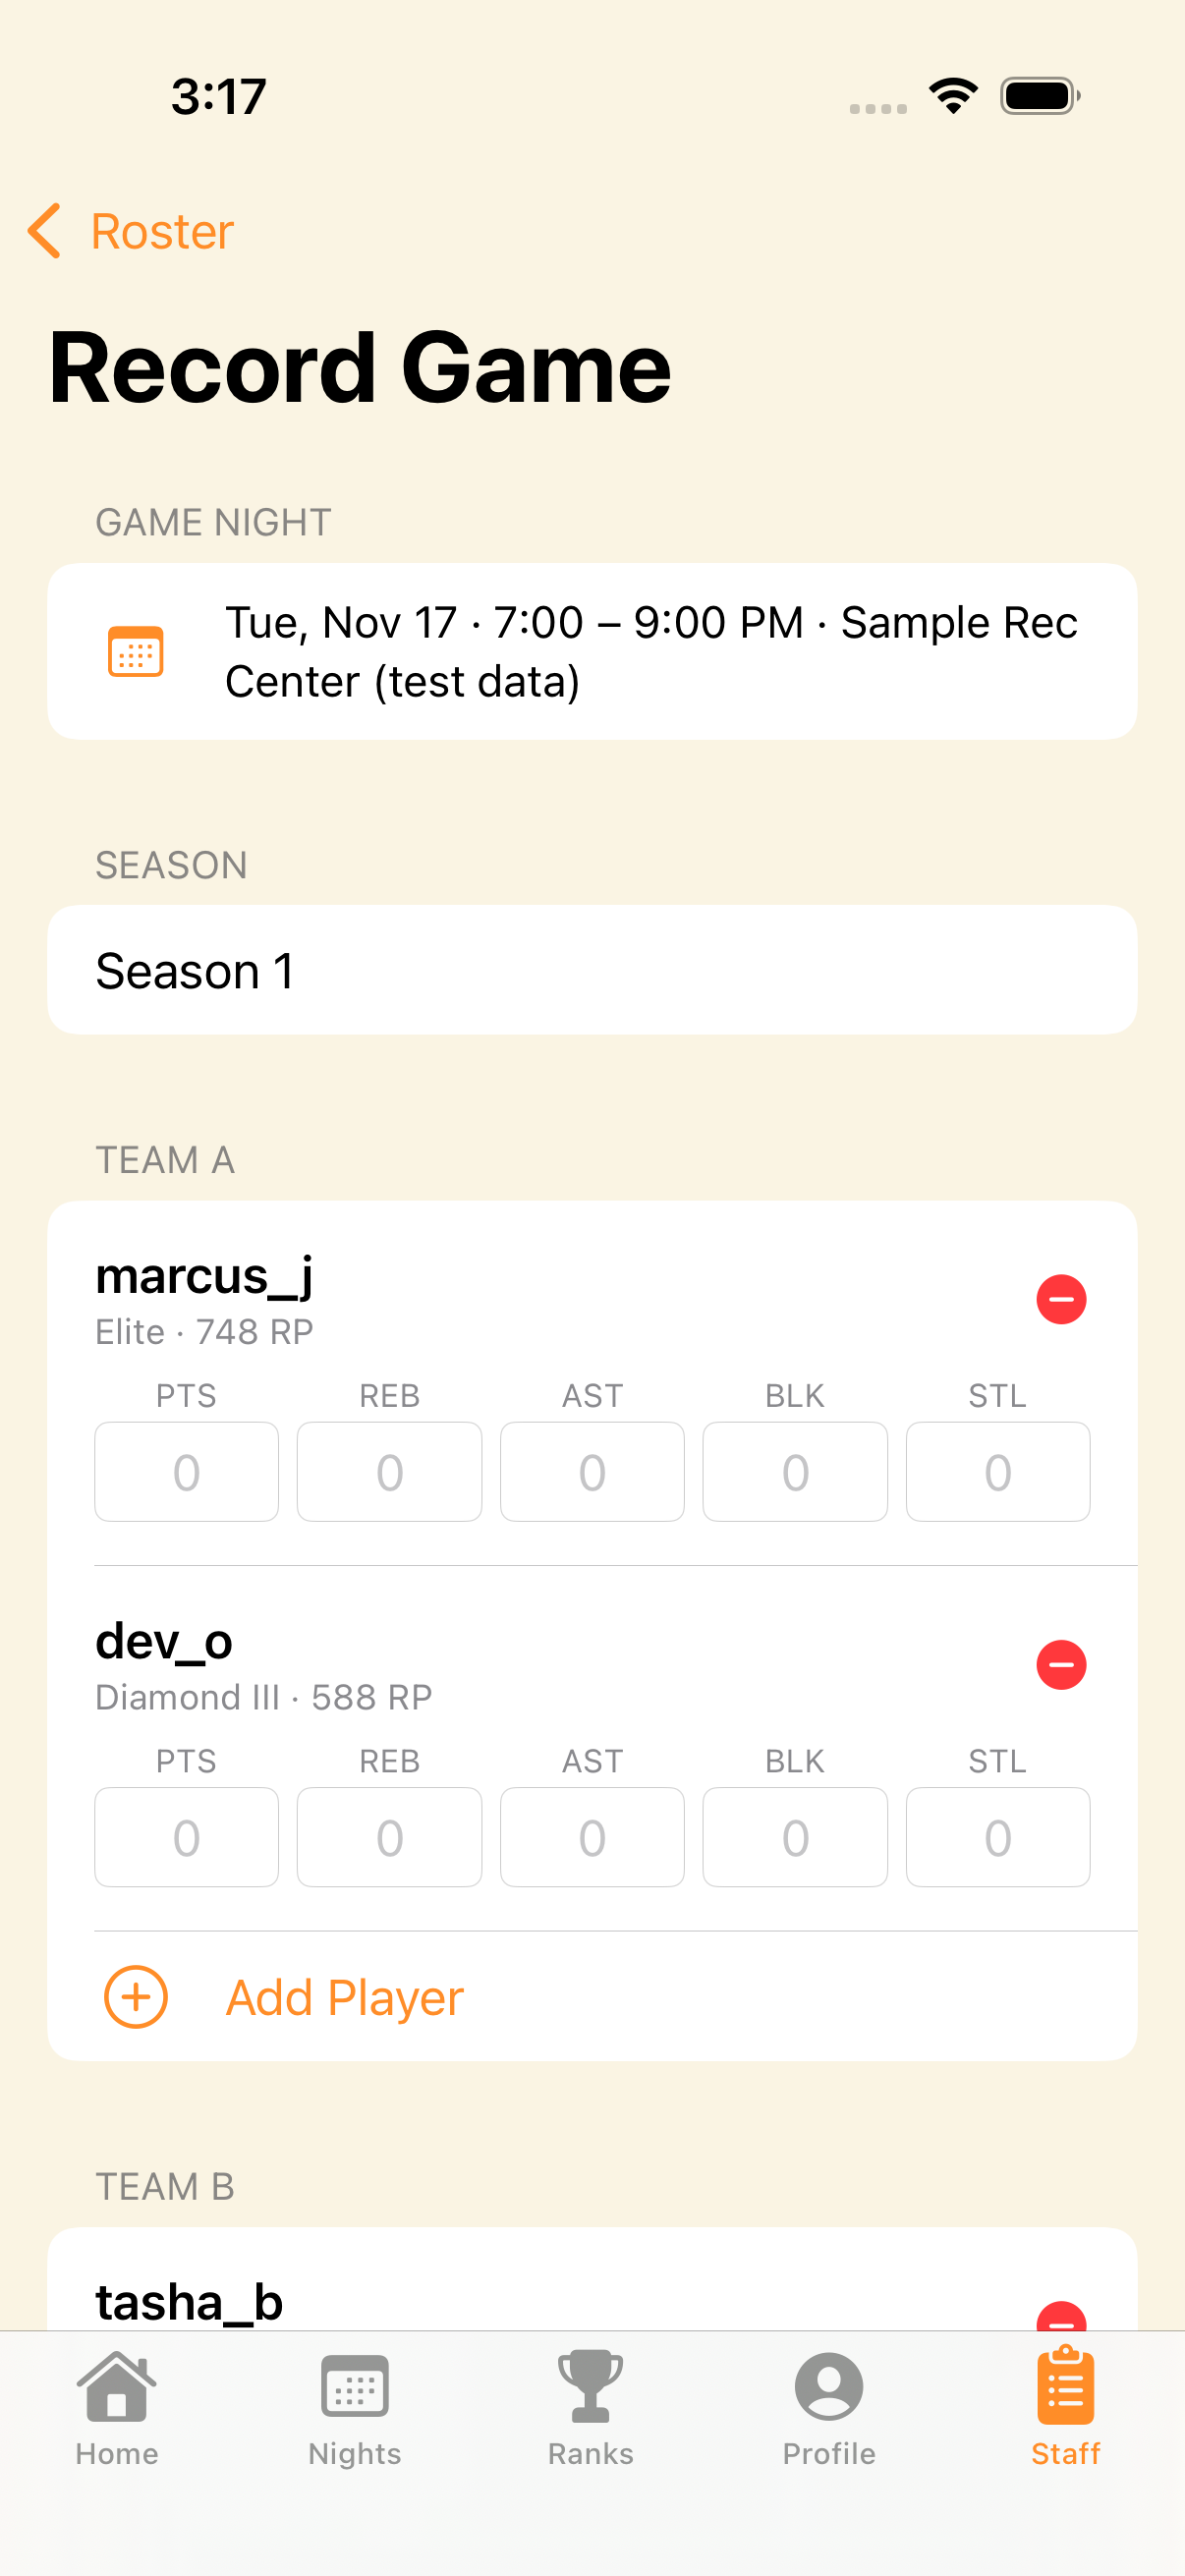 3:17
Roster
Record Game
GAME NIGHT
Tue, Nov 17 · 7:00 – 9:00 PM · Sample Rec
Center (test data)
SEASON
Season 1
TEAM A
marcus_j
Elite · 748 RP
PTS REB AST BLK STL
0 0 0 0 0
dev_o
Diamond III · 588 RP
PTS REB AST BLK STL
0 0 0 0 0
Add Player
TEAM B
tasha_b
Home Nights Ranks Profile Staff